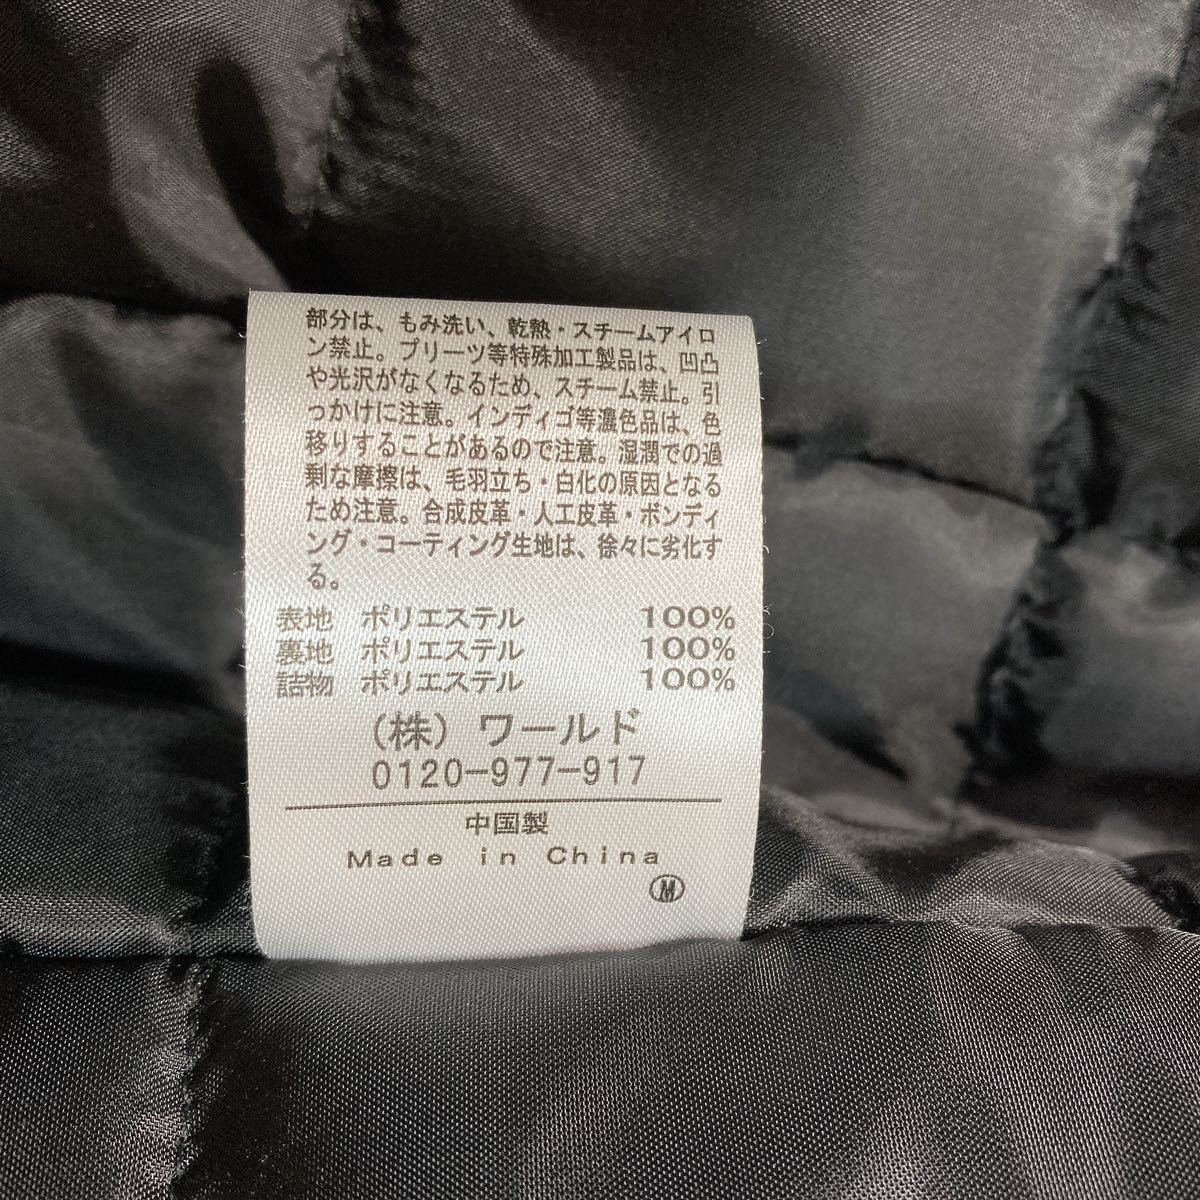 部分は、もみ洗い、乾熱・スチームアイロ
ン禁止。プリーツ等特殊加工製品は、凹凸
や光沢がなくなるため、スチーム禁止。引
っかけに注意。インディゴ等濃色品は、色
移りすることがあるので注意。湿潤での過
剰な摩擦は、毛羽立ち・白化の原因となる
ため注意。合成皮革・人工皮革・ボンディ
ング・コーティング生地は、徐々に劣化す
る。
表地 ポリエステル 100%
裏地 ポリエステル 100%
詰物 ポリエステル 100%
(株) ワールド
0120-977-917
中国製
Made in China
Ⓜ